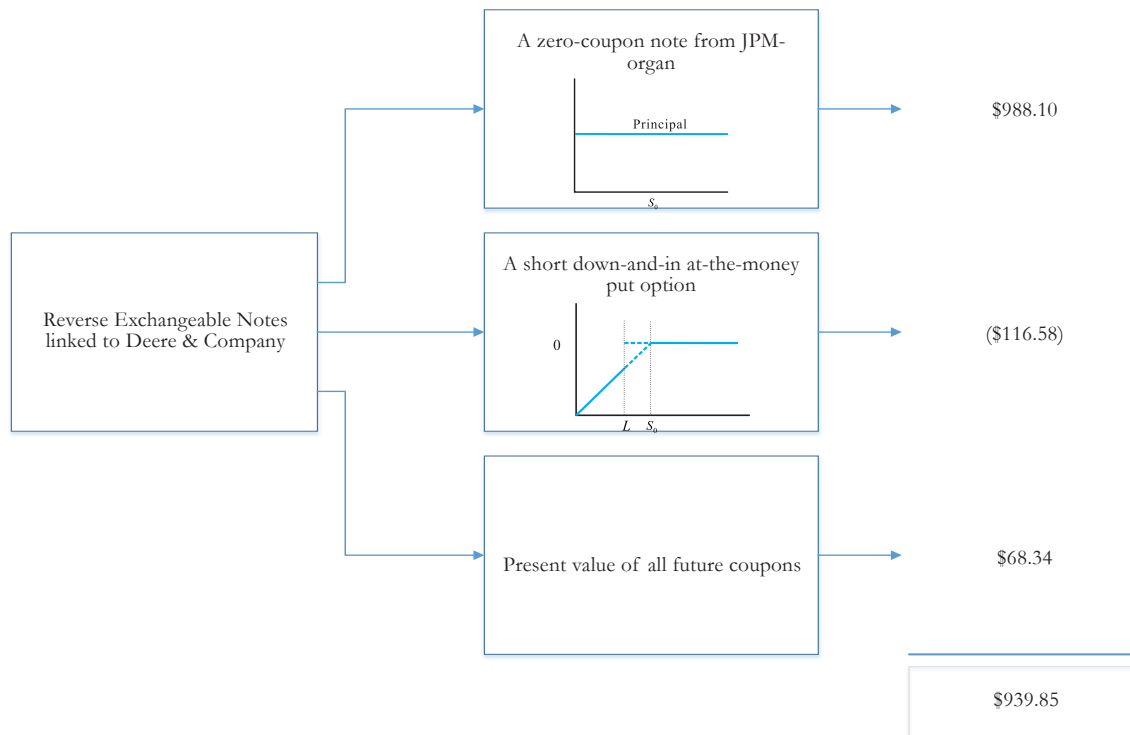 A zero-coupon note from JPM-
organ
Principal
S₀
$988.10
Reverse Exchangeable Notes
linked to Deere & Company
A short down-and-in at-the-money
put option
0
L S₀
($116.58)
Present value of all future coupons
$68.34
$939.85